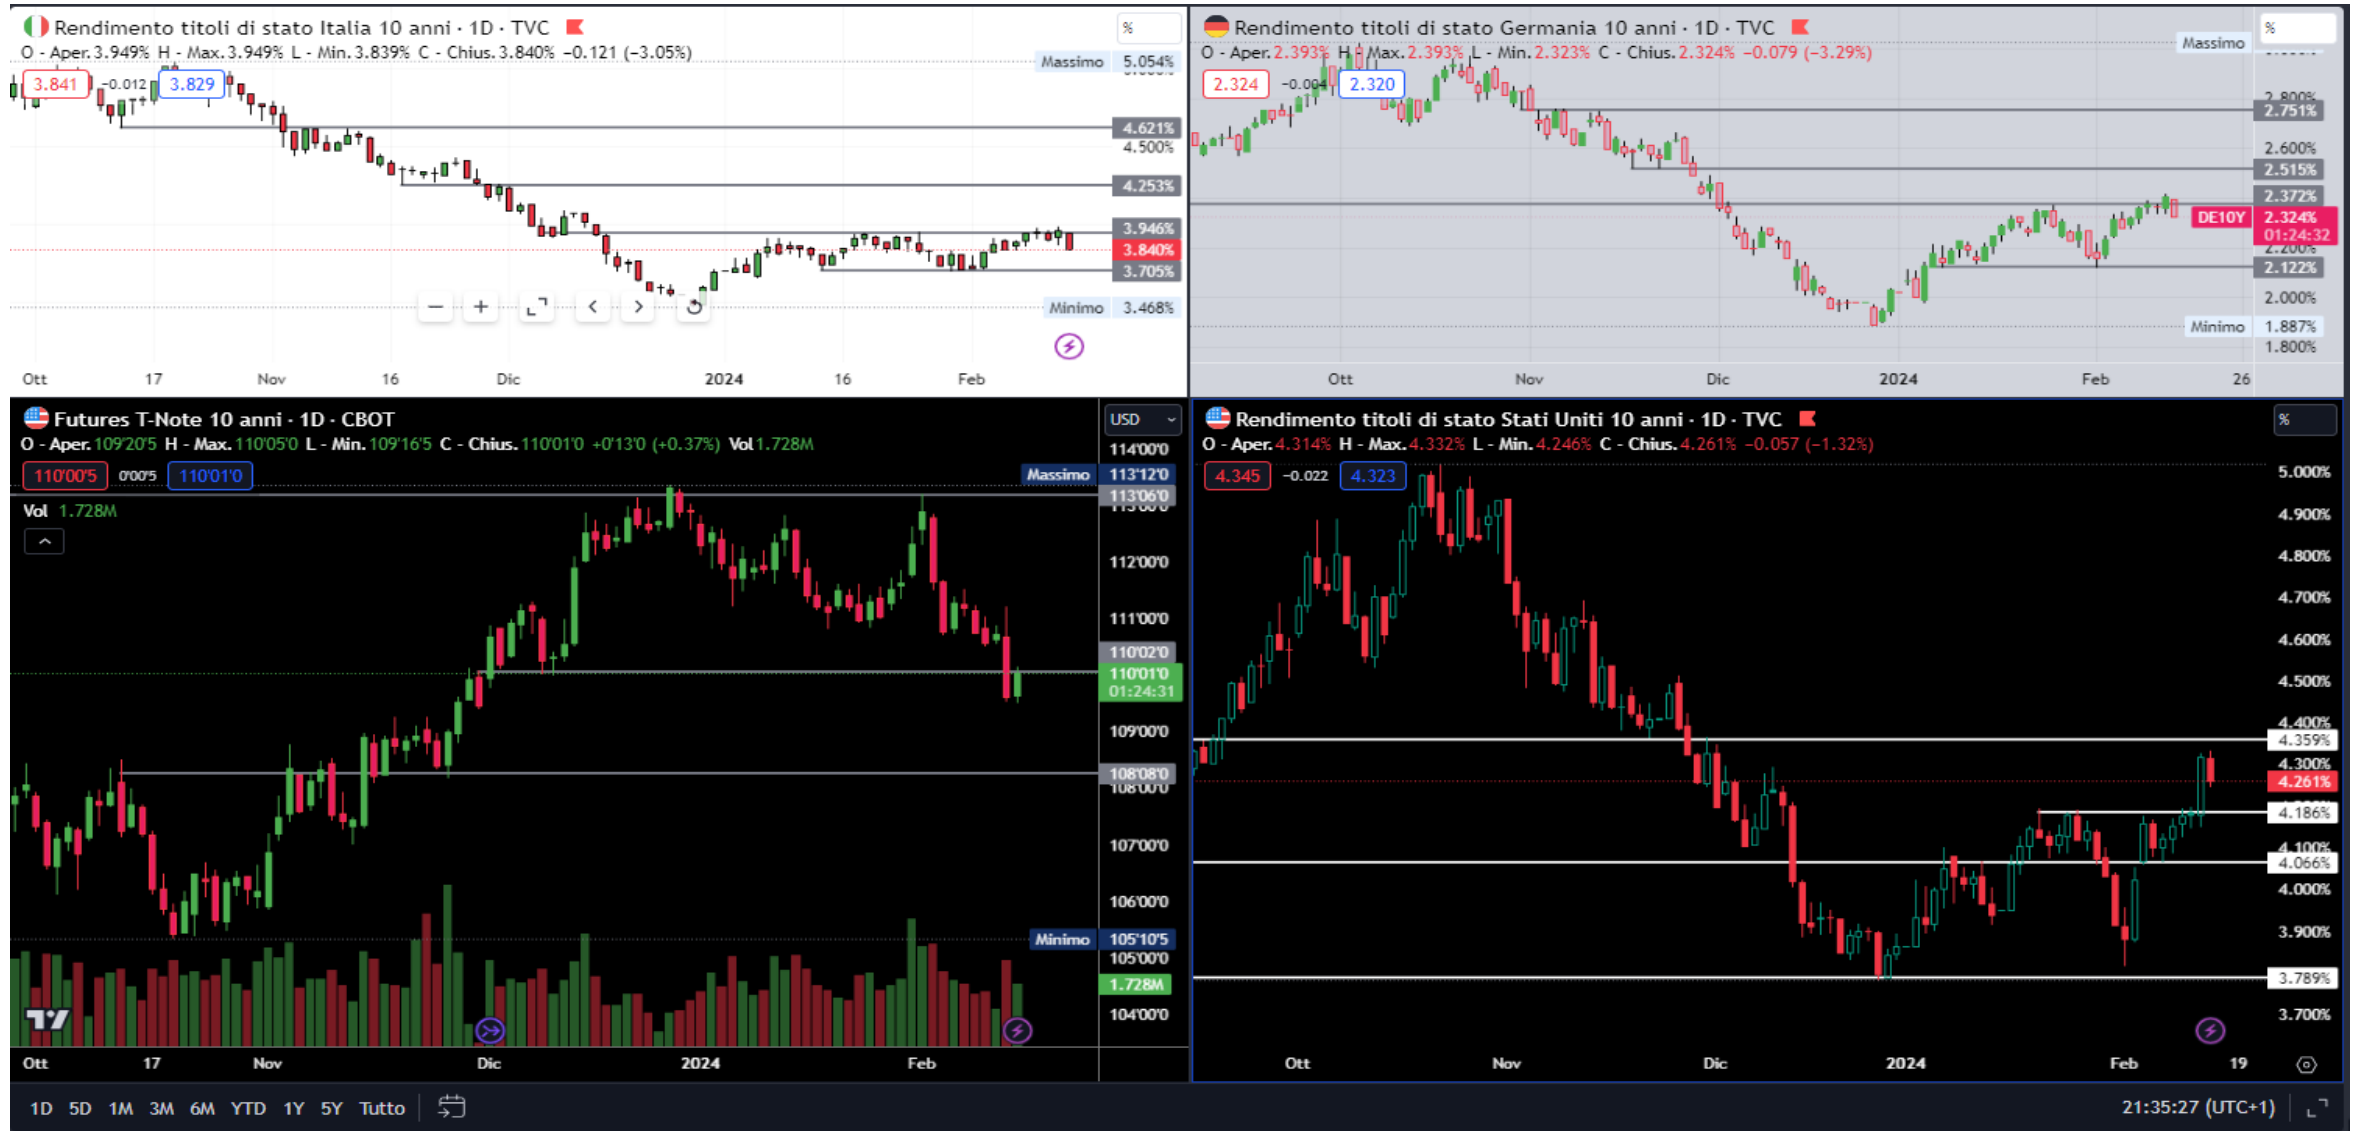 Rendimento titoli di stato Italia 10 anni · 1D · TVC
%
O - Aper.3.949% H - Max.3.949% L - Min.3.839% C - Chius.3.840% −0.121 (−3.05%)
Massimo 5.054%
3.841 −0.012 3.829
4.621%
4.500%
4.253%
3.946%
3.840%
3.705%
Minimo 3.468%
Ott 17 Nov 16 Dic 2024 16 Feb
Rendimento titoli di stato Germania 10 anni · 1D · TVC
%
O - Aper.2.393% H - Max.2.393% L - Min.2.323% C - Chius.2.324% −0.079 (−3.29%)
Massimo
2.324 −0.004 2.320
2.800%
2.751%
2.600%
2.515%
2.372%
DE10Y 2.324%
01:24:32
2.200%
2.122%
2.000%
Minimo 1.887%
1.800%
Ott Nov Dic 2024 Feb 26
Futures T-Note 10 anni · 1D · CBOT
USD
O - Aper.109'20'5 H - Max.110'05'0 L - Min.109'16'5 C - Chius.110'01'0 +0'13'0 (+0.37%) Vol1.728M
114'00'0
110'00'5 0'00'5 110'01'0
Massimo 113'12'0
113'06'0
113'00'0
Vol 1.728M
112'00'0
111'00'0
110'02'0
110'01'0
01:24:31
109'00'0
108'08'0
108'00'0
107'00'0
106'00'0
Minimo 105'10'5
105'00'0
1.728M
104'00'0
Ott 17 Nov Dic 2024 Feb
Rendimento titoli di stato Stati Uniti 10 anni · 1D · TVC
%
O - Aper.4.314% H - Max.4.332% L - Min.4.246% C - Chius.4.261% −0.057 (−1.32%)
4.345 −0.022 4.323
5.000%
4.900%
4.800%
4.700%
4.600%
4.500%
4.400%
4.359%
4.300%
4.261%
4.186%
4.100%
4.066%
4.000%
3.900%
3.789%
3.700%
Ott Nov Dic 2024 Feb 19
1D 5D 1M 3M 6M YTD 1Y 5Y Tutto
21:35:27 (UTC+1)